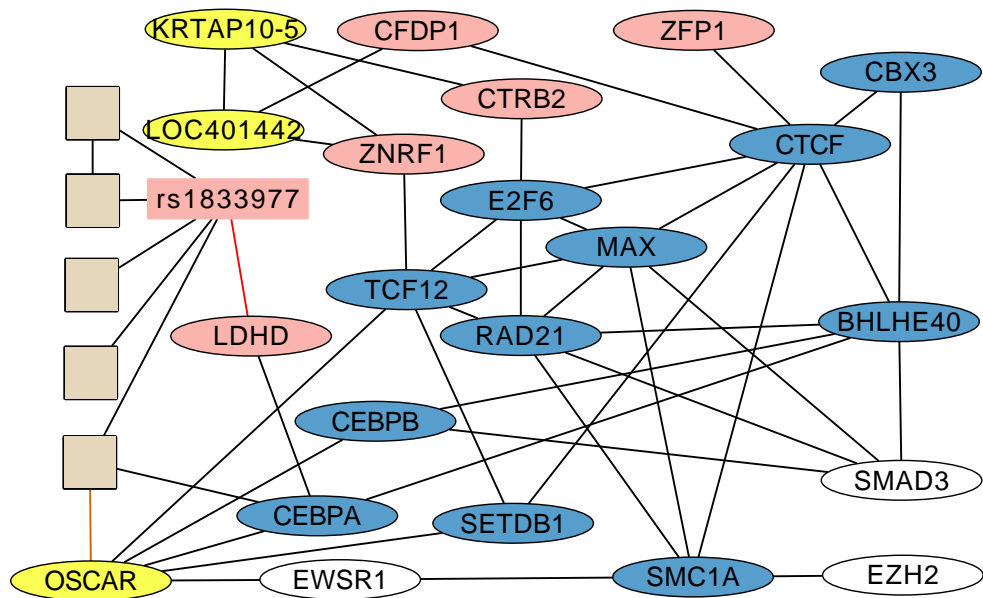 KRTAP10-5
CFDP1
ZFP1
CBX3
CTRB2
LOC401442
ZNRF1
CTCF
rs1833977
E2F6
MAX
TCF12
LDHD
RAD21
BHLHE40
CEBPB
SMAD3
CEBPA
SETDB1
OSCAR
EWSR1
SMC1A
EZH2